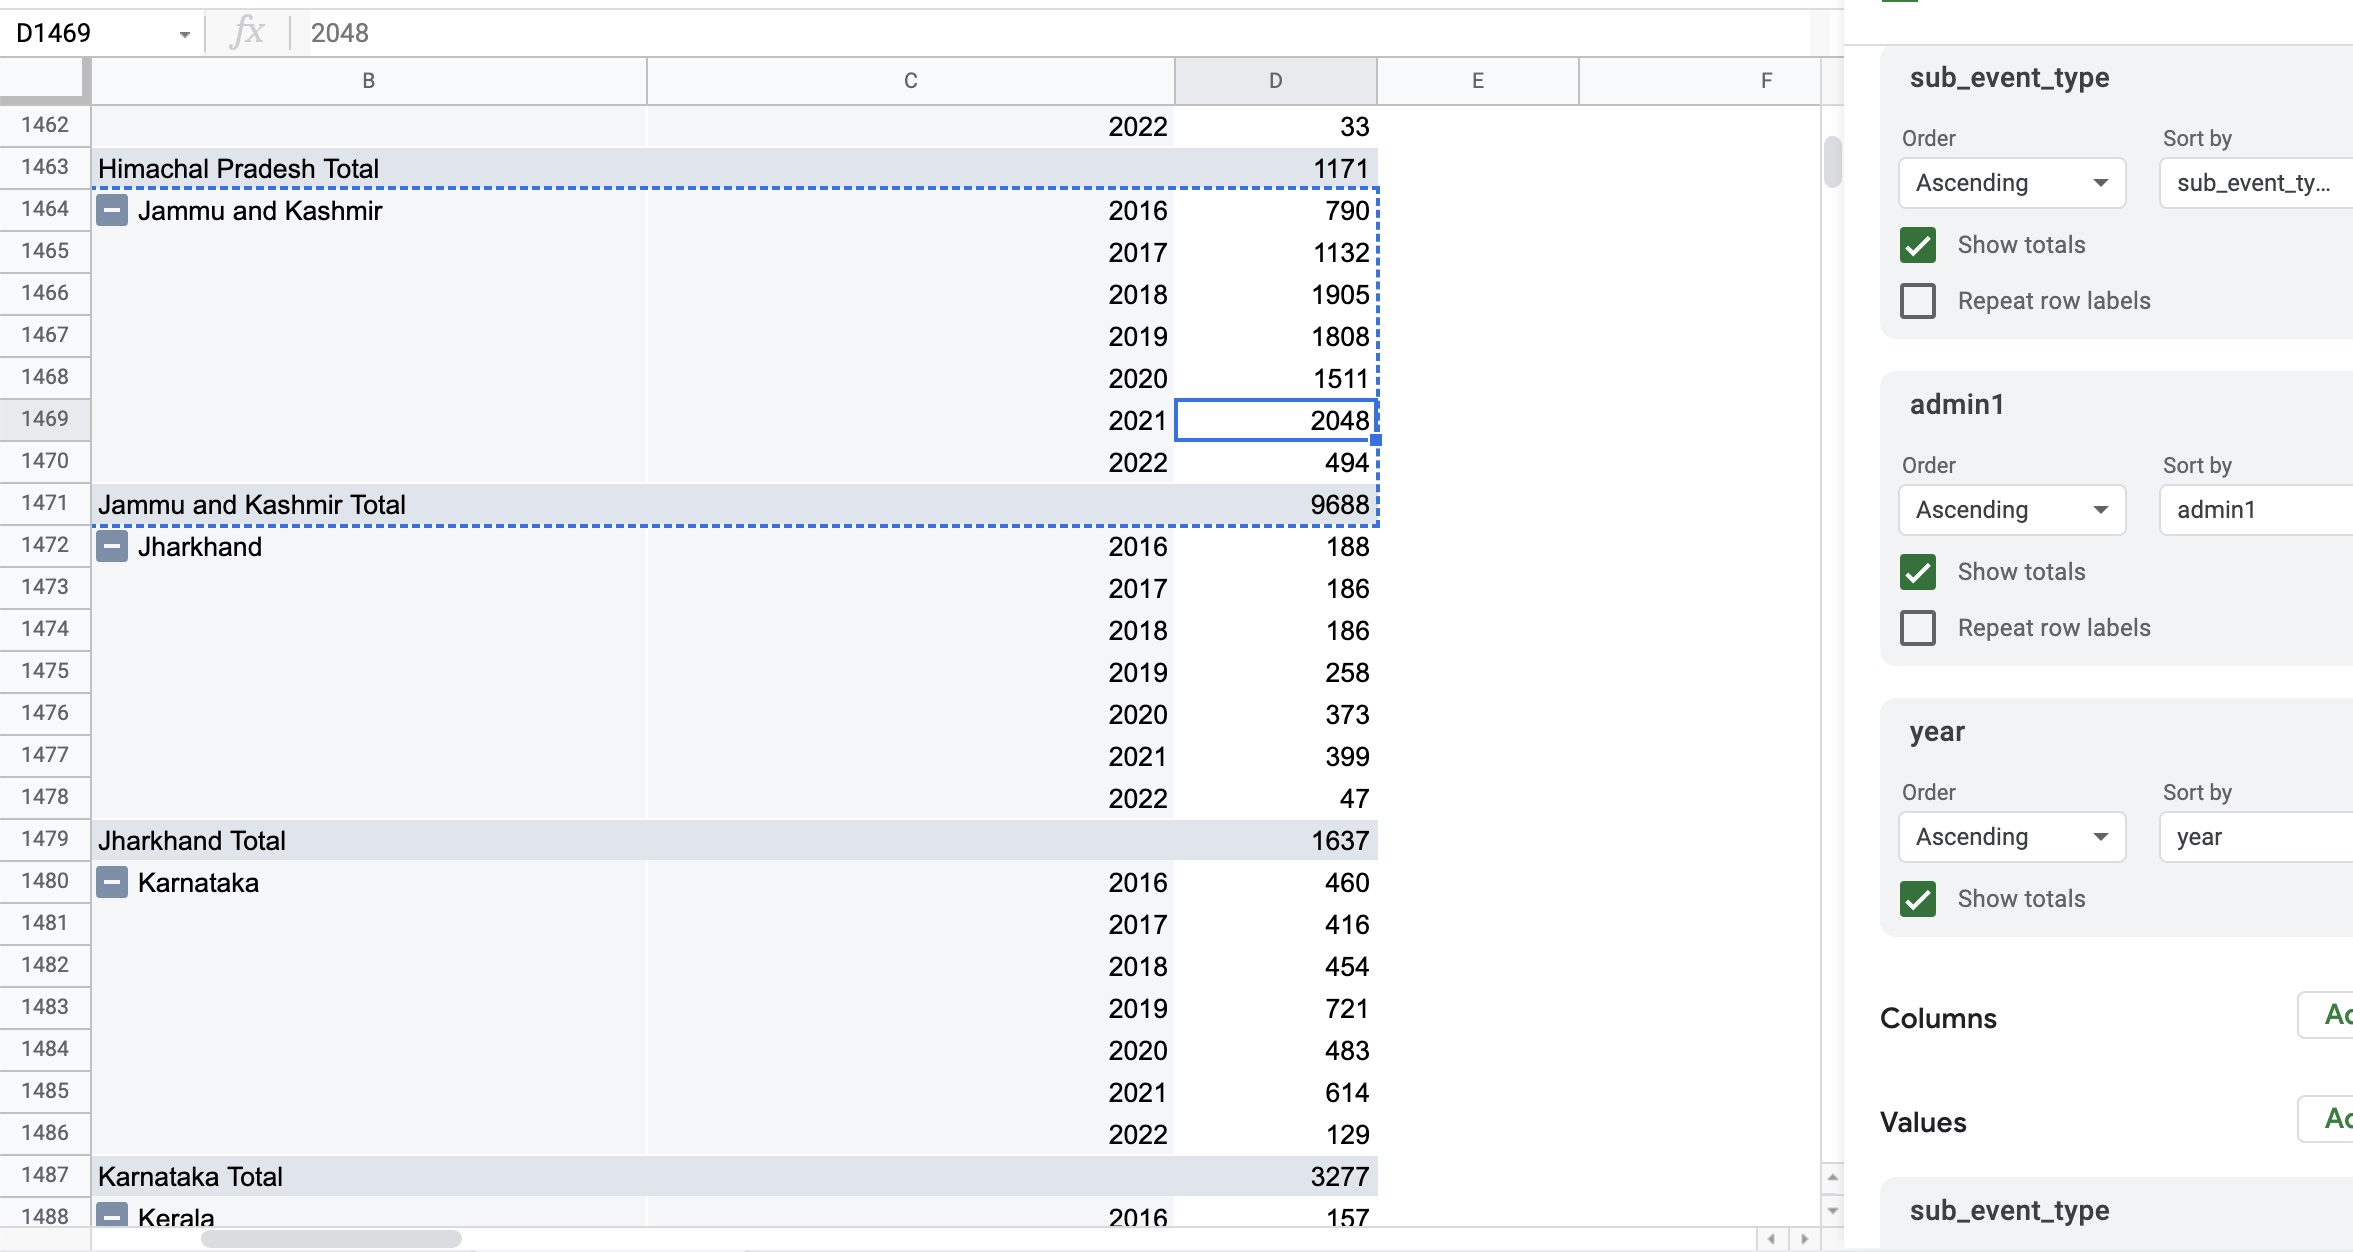 D1469 fx 2048
B C D E F
1462 2022 33
1463 Himachal Pradesh Total 1171
1464 Jammu and Kashmir 2016 790
1465 2017 1132
1466 2018 1905
1467 2019 1808
1468 2020 1511
1469 2021 2048
1470 2022 494
1471 Jammu and Kashmir Total 9688
1472 Jharkhand 2016 188
1473 2017 186
1474 2018 186
1475 2019 258
1476 2020 373
1477 2021 399
1478 2022 47
1479 Jharkhand Total 1637
1480 Karnataka 2016 460
1481 2017 416
1482 2018 454
1483 2019 721
1484 2020 483
1485 2021 614
1486 2022 129
1487 Karnataka Total 3277
1488 Kerala 2016 157
sub_event_type
Order Sort by
Ascending sub_event_ty...
Show totals
Repeat row labels
admin1
Order Sort by
Ascending admin1
Show totals
Repeat row labels
year
Order Sort by
Ascending year
Show totals
Columns
Values
sub_event_type